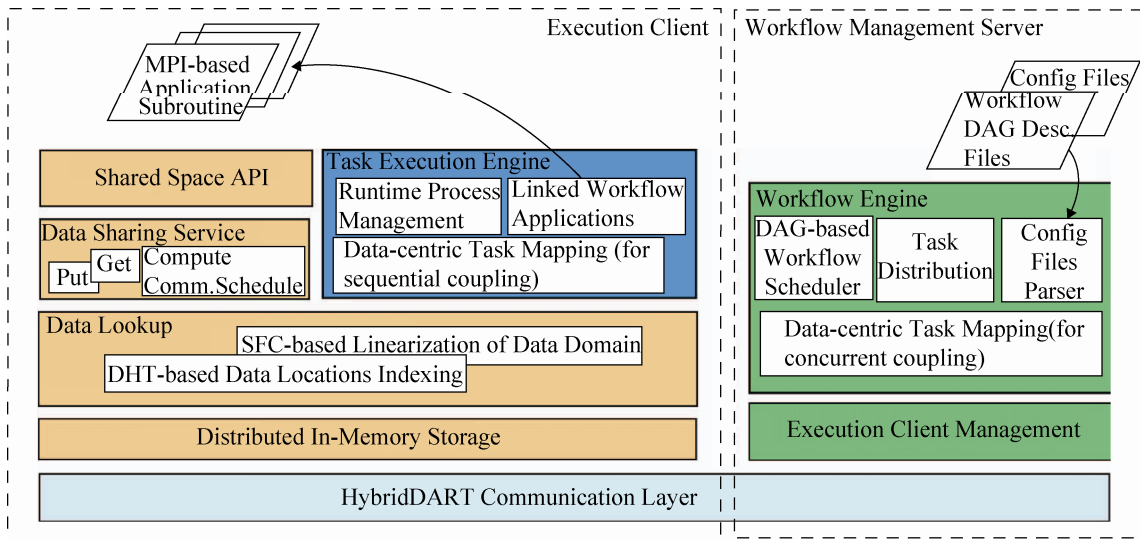 Execution Client
MPI-based
Application
Subroutine
Shared Space API
Task Execution Engine
Runtime Process
Management
Linked Workflow
Applications
Data-centric Task Mapping (for
sequential coupling)
Data Sharing Service
Put
Get
Compute
Comm.Schedule
Data Lookup
SFC-based Linearization of Data Domain
DHT-based Data Locations Indexing
Distributed In-Memory Storage
HybridDART Communication Layer
Workflow Management Server
Config Files
Workflow
DAG Desc.
Files
Workflow Engine
DAG-based
Workflow
Scheduler
Task
Distribution
Config
Files
Parser
Data-centric Task Mapping(for
concurrent coupling)
Execution Client Management